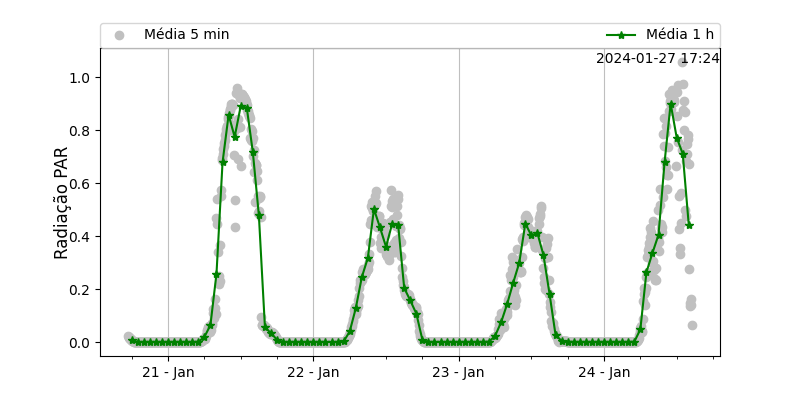 Média 5 min
Média 1 h
2024-01-27 17:24
Radiação PAR
1.0
0.8
0.6
0.4
0.2
0.0
21 - Jan
22 - Jan
23 - Jan
24 - Jan